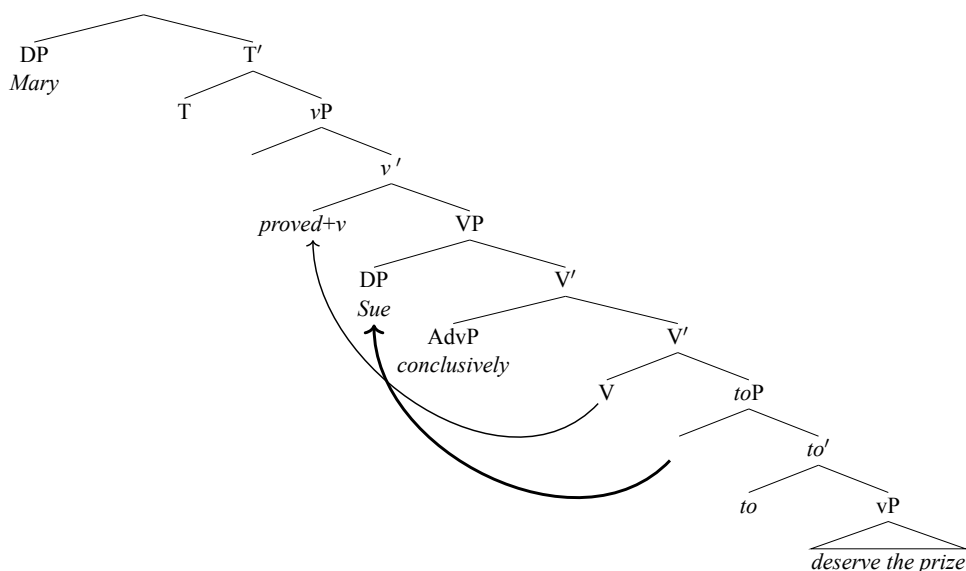 DP T′
Mary
T vP
v′
proved+v VP
DP V′
Sue
AdvP V′
conclusively
V toP
to′
to vP
deserve the prize